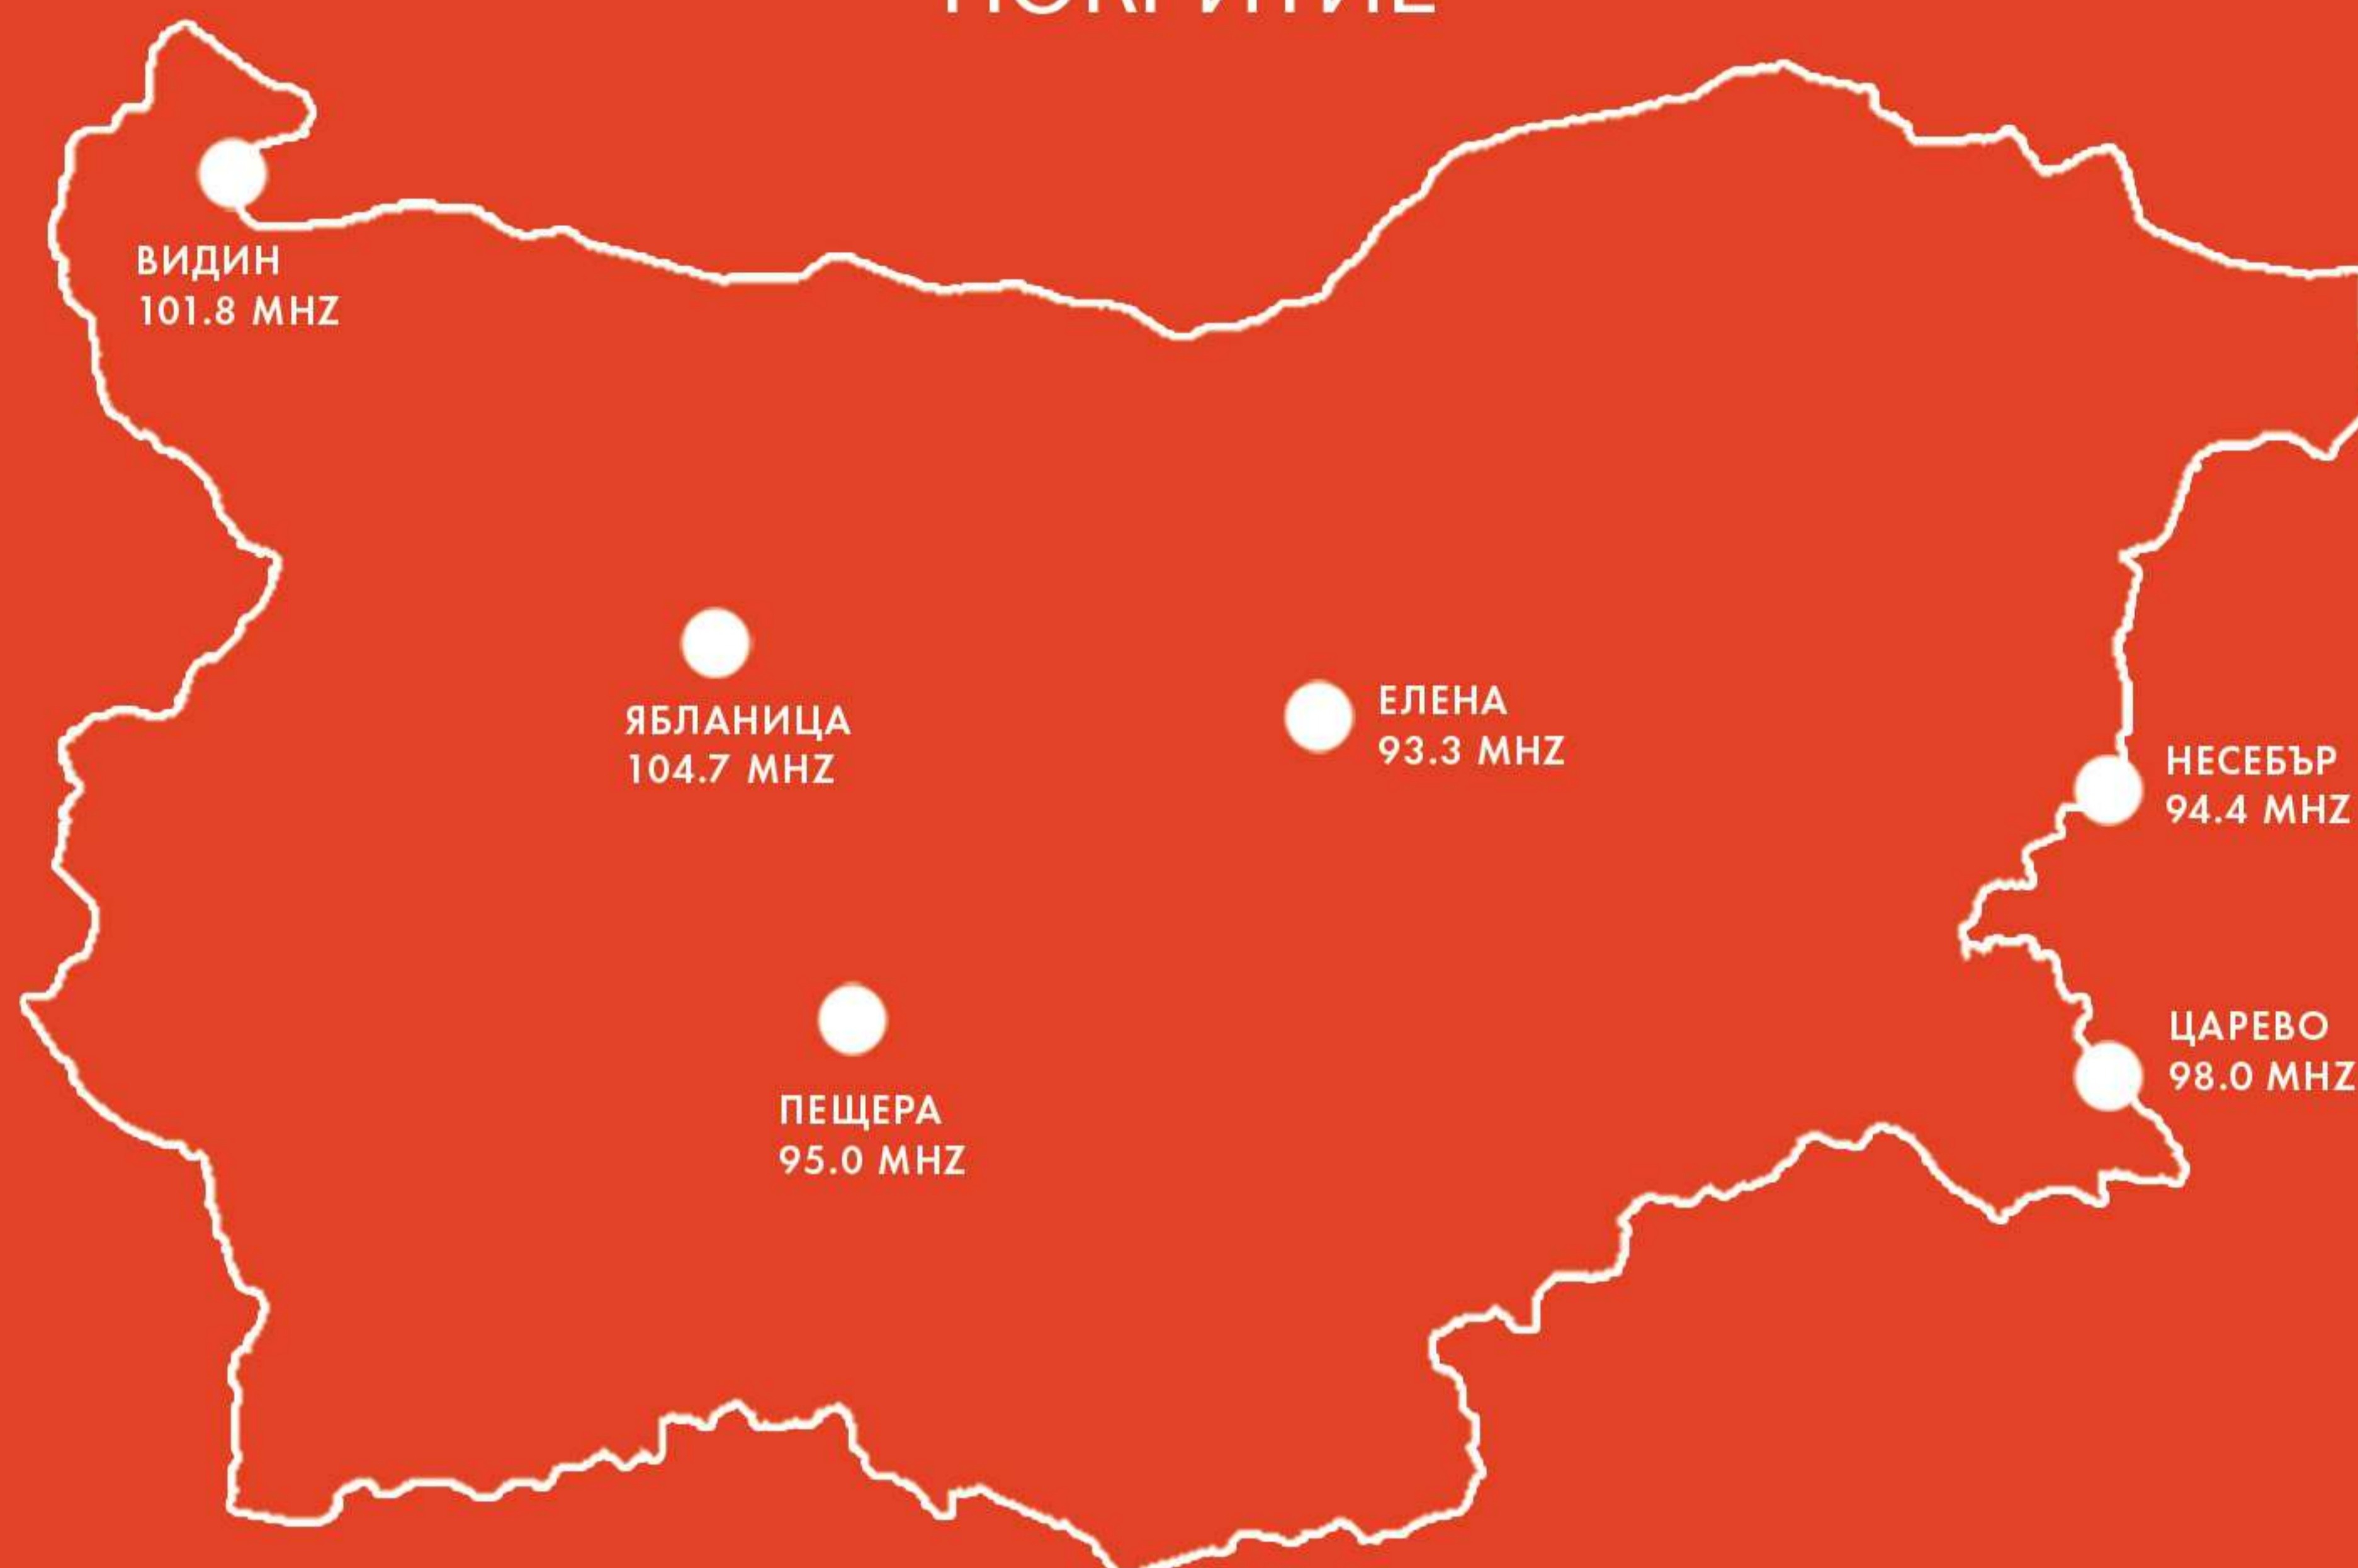 ПОКРИТИЕ
ВИДИН
101.8 MHZ
ЯБЛАНИЦА
104.7 MHZ
ЕЛЕНА
93.3 MHZ
НЕСЕБЪР
94.4 MHZ
ЦАРЕВО
98.0 MHZ
ПЕЩЕРА
95.0 MHZ